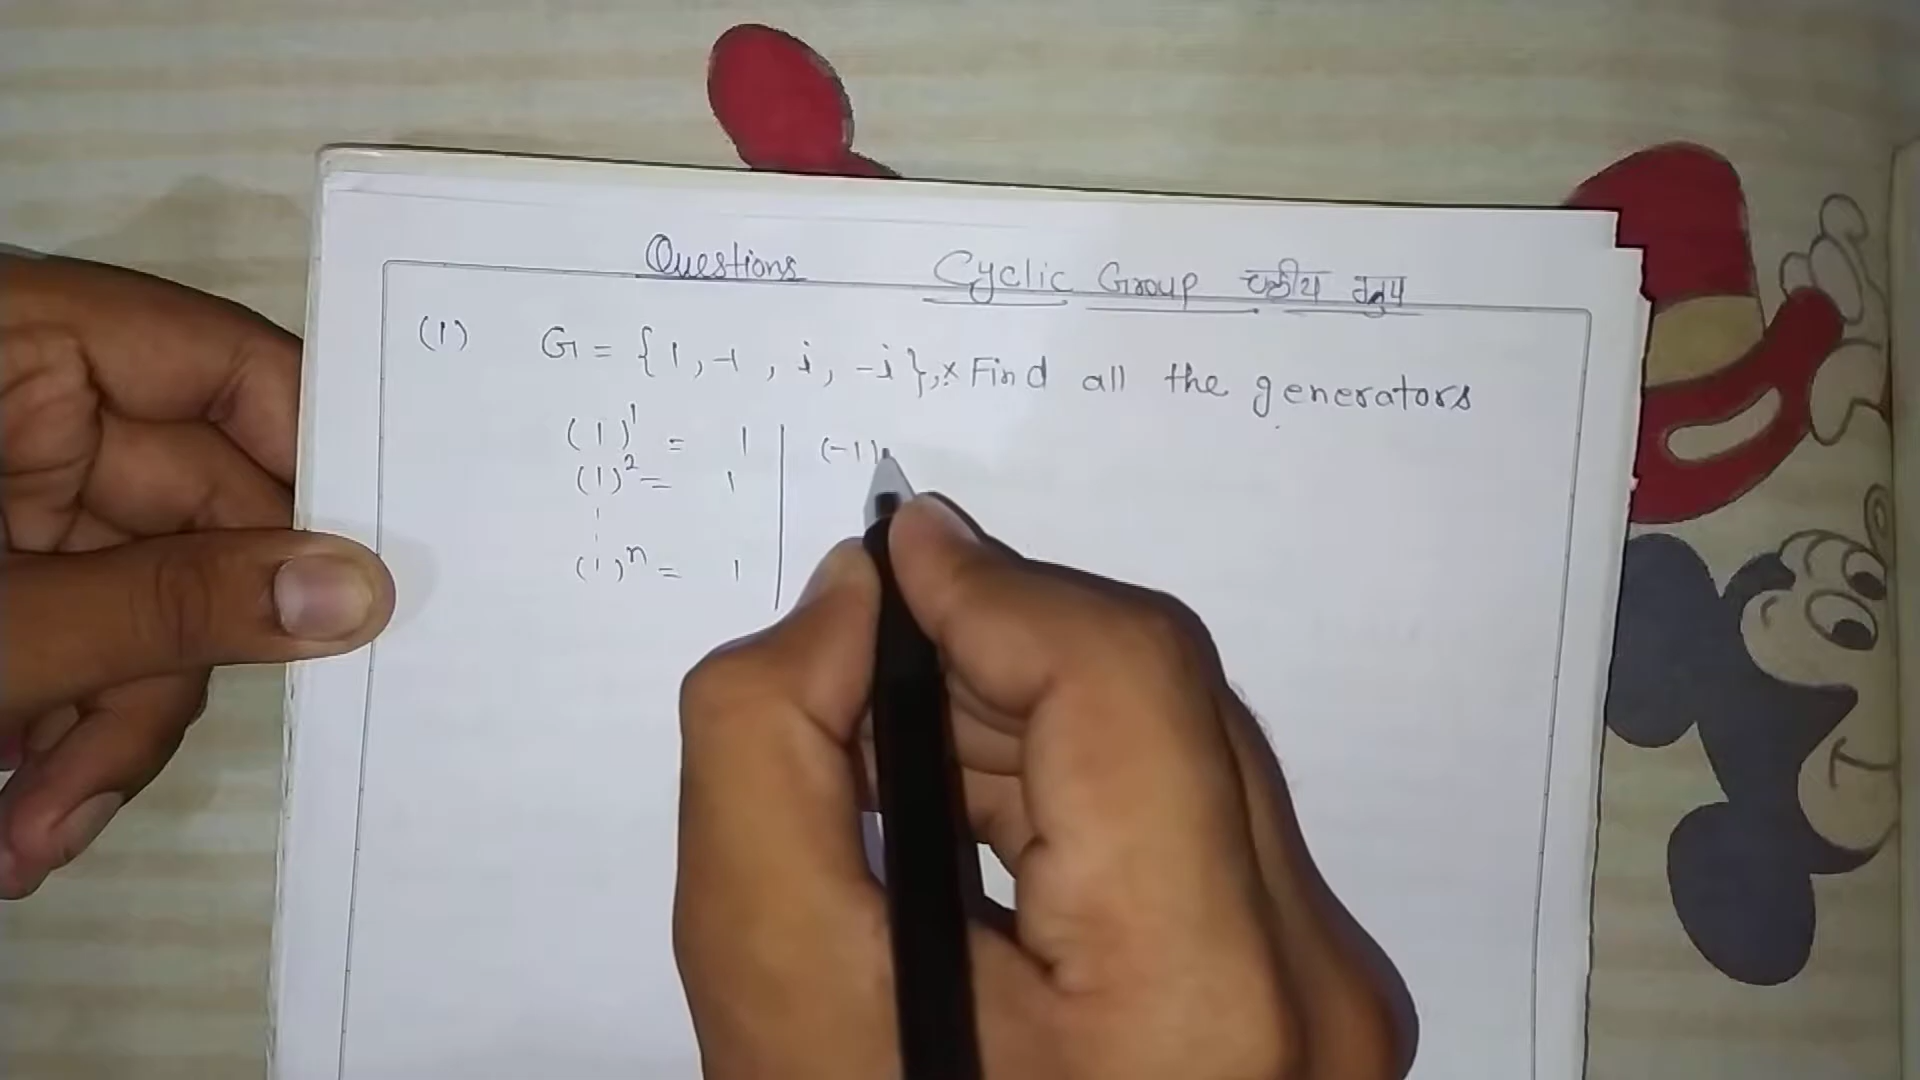 Questions Cyclic Group चक्रीय समुह
(1) G = {1, -1, i, -i}, × Find all the generators
(1)¹ = 1 (-1)
(1)² = 1
(1)ⁿ = 1